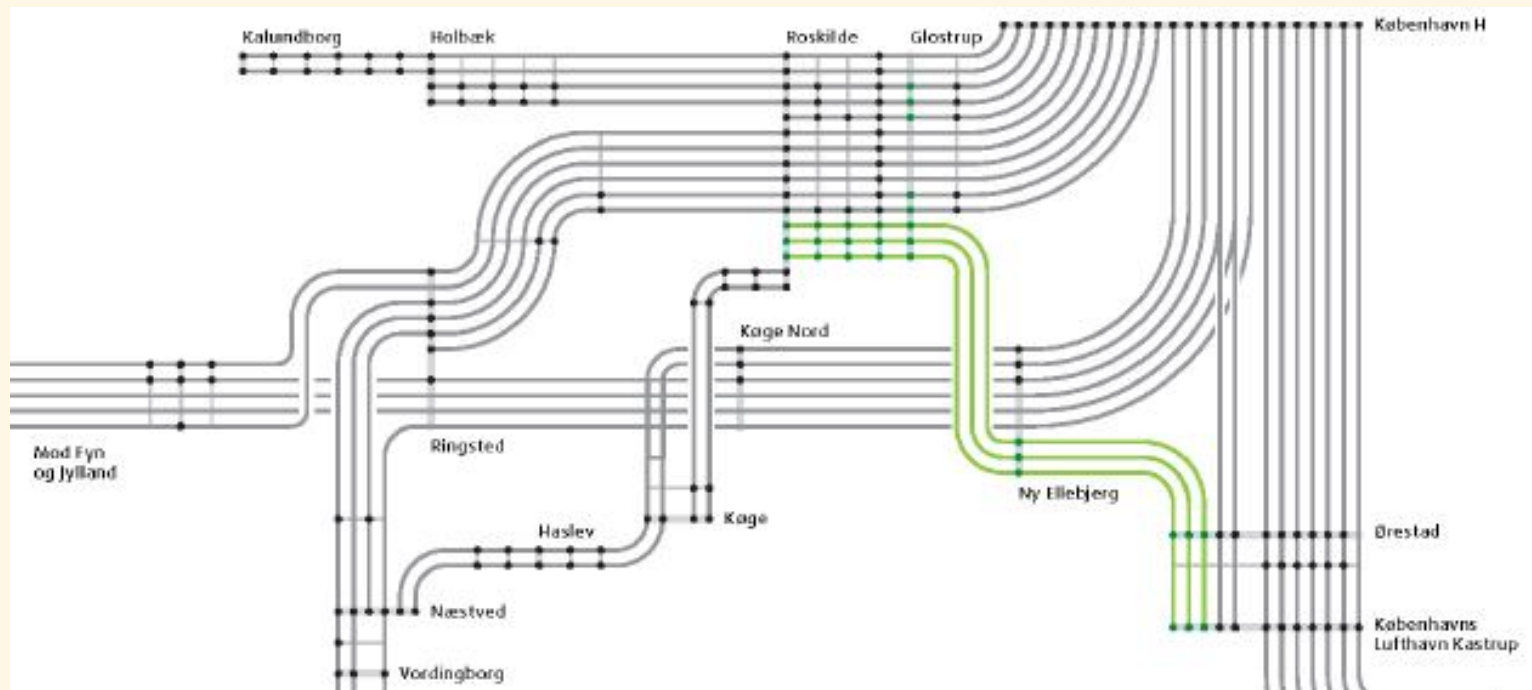 København H
Kalundborg
Holbæk
Roskilde
Glostrup
Køge Nord
Ringsted
Mod Fyn
og Jylland
Ny Ellebjerg
Køge
Haslev
Ørestad
Næstved
Københavns
Lufthavn Kastrup
Vordingborg